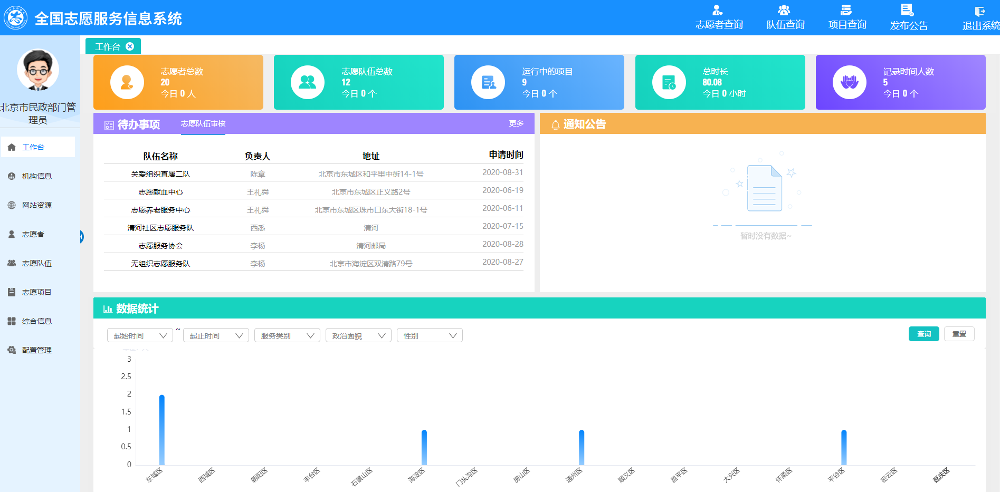 全国志愿服务信息系统
志愿者查询
队伍查询
项目查询
发布公告
退出系统
北京市民政部门管
理员
工作台
机构信息
网站资源
志愿者
志愿队伍
志愿项目
综合信息
配置管理
工作台
志愿者总数
20
今日 0 人
志愿队伍总数
12
今日 0 个
运行中的项目
9
今日 0 个
总时长
80.08
今日 0 小时
记录时间人数
5
今日 0 个
待办事项 志愿队伍审核 更多
队伍名称 负责人 地址 申请时间
关爱组织直属二队 陈章 北京市东城区和平里中街14-1号 2020-08-31
志愿献血中心 王礼舜 北京市东城区正义路2号 2020-06-19
志愿养老服务中心 王礼舜 北京市东城区珠市口东大街18-1号 2020-06-11
清河社区志愿服务队 西悉 清河 2020-07-15
志愿服务协会 李杨 清河邮局 2020-08-28
无组织志愿服务队 李杨 北京市海淀区双清路79号 2020-08-27
通知公告
暂时没有数据~
数据统计
起始时间 ~ 起止时间 服务类别 政治面貌 性别 查询 重置
3
2.5
2
1.5
1
0.5
0
东城区 西城区 朝阳区 丰台区 石景山区 海淀区 门头沟区 房山区 通州区 顺义区 昌平区 大兴区 怀柔区 平谷区 密云区 延庆区